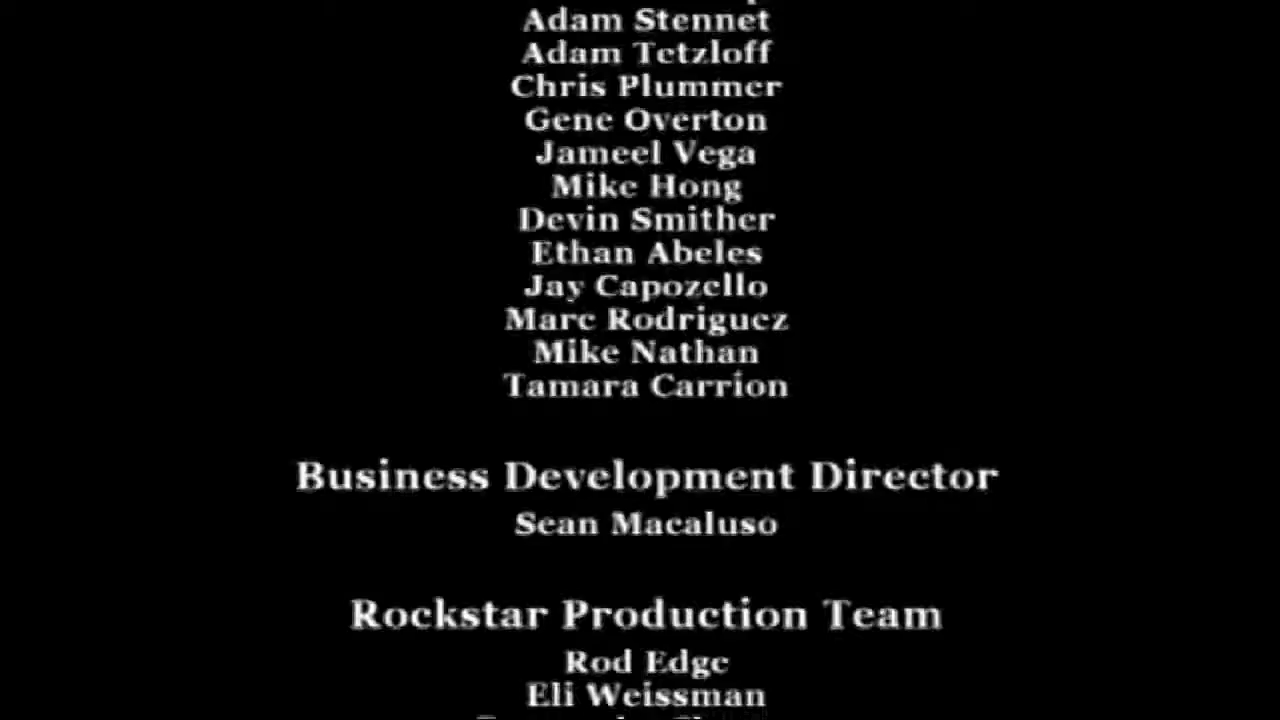 Adam Stennet
Adam Tetzloff
Chris Plummer
Gene Overton
Jameel Vega
Mike Hong
Devin Smither
Ethan Abeles
Jay Capozello
Marc Rodriguez
Mike Nathan
Tamara Carrion
Business Development Director
Sean Macaluso
Rockstar Production Team
Rod Edge
Eli Weissman